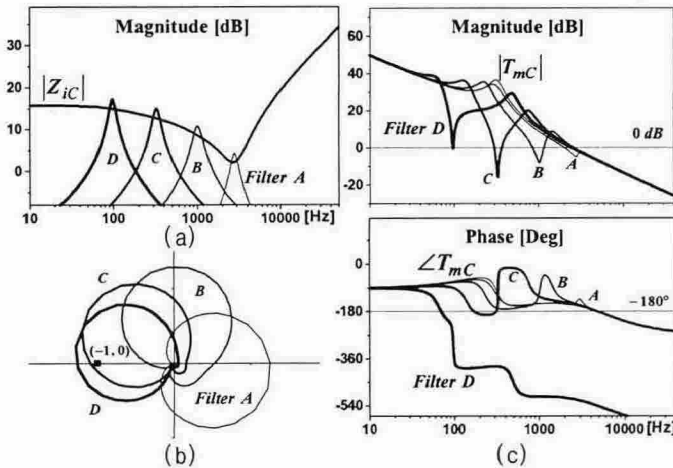 Magnitude [dB]
30
20
10
0
|Z_iC|
D
C
B
Filter A
10
100
1000
10000
[Hz]
(a)
C
B
(-1, 0)
D
Filter A
(b)
Magnitude [dB]
60
40
20
0
-20
|T_mC|
Filter D
0 dB
C
B
A
Phase [Deg]
0
-180
-360
-540
∠T_mC
C
B
A
-180°
Filter D
10
100
1000
10000
[Hz]
(c)